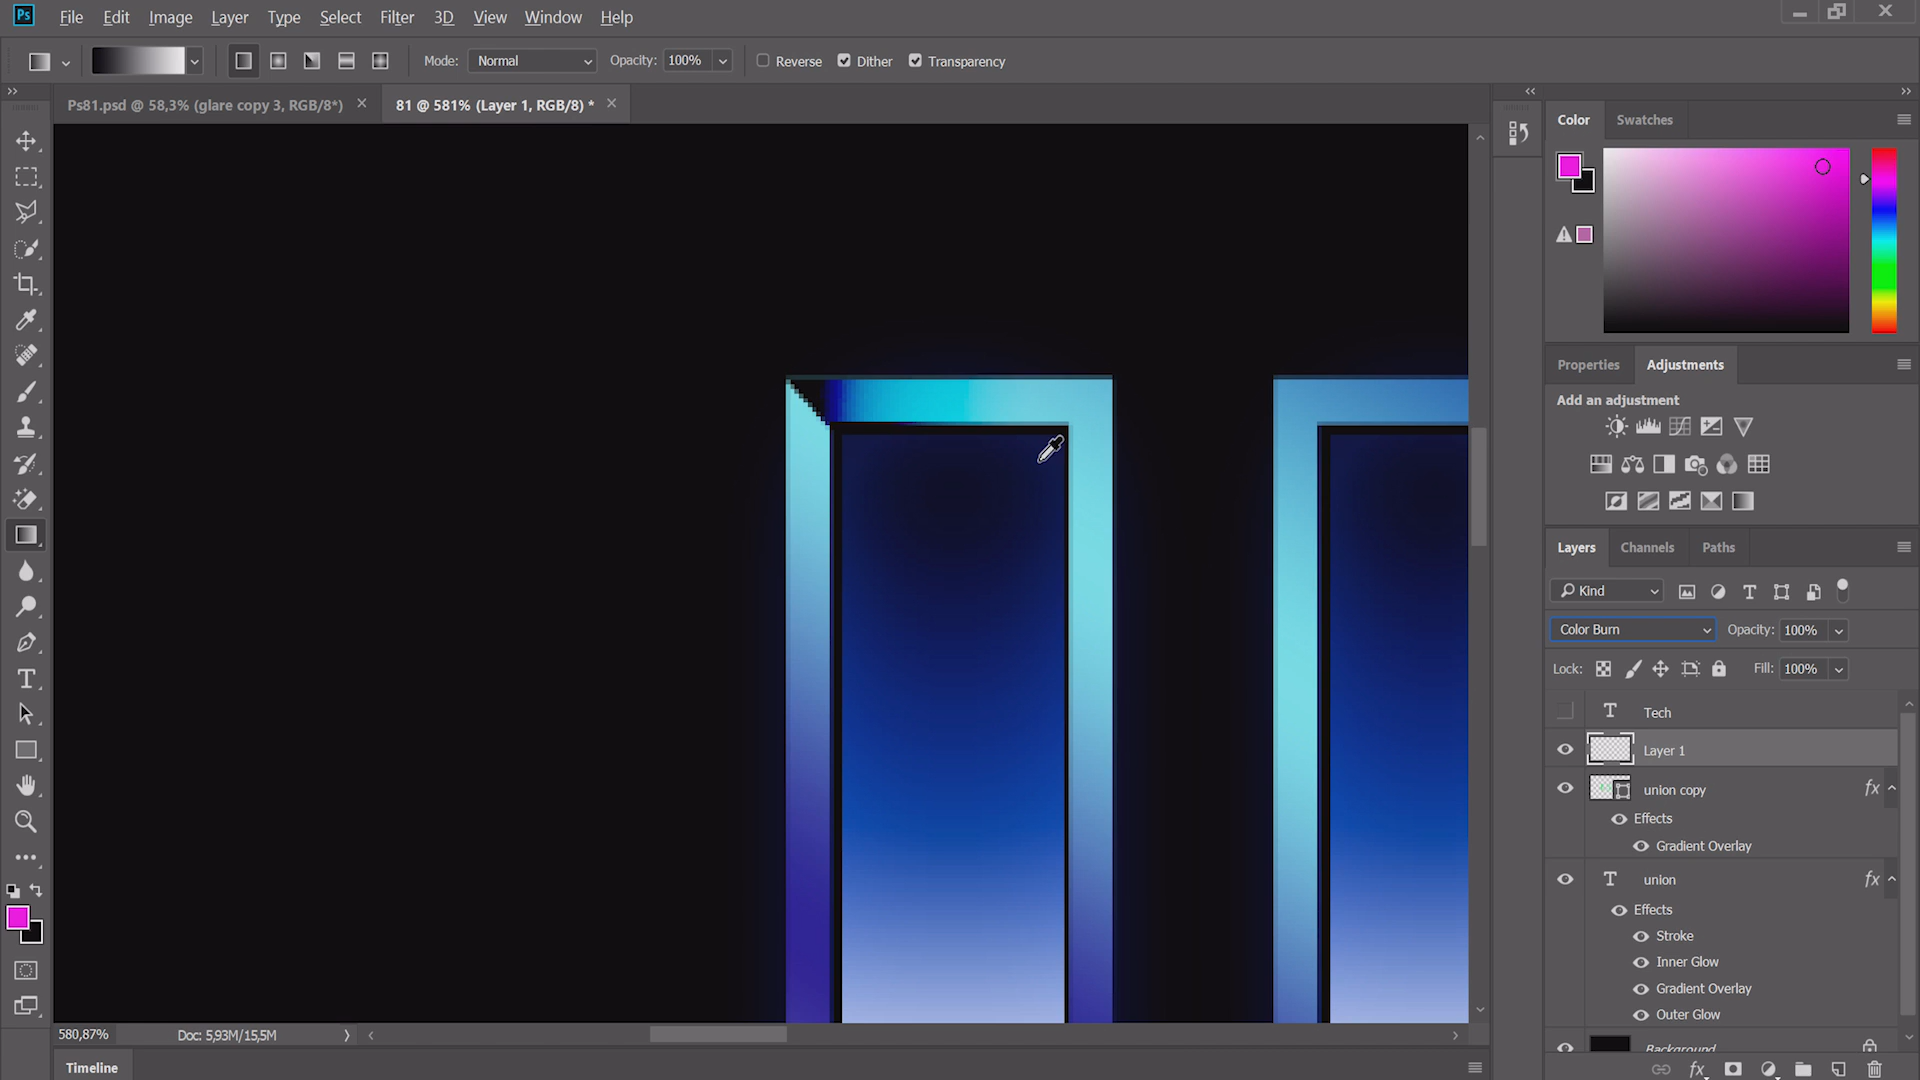 Ps File Edit Image Layer Type Select Filter 3D View Window Help
Mode: Normal Opacity: 100% Reverse Dither Transparency
Ps81.psd @ 58,3% (glare copy 3, RGB/8*) 81 @ 581% (Layer 1, RGB/8) *
Color Swatches
Properties Adjustments
Add an adjustment
Layers Channels Paths
Kind
Color Burn Opacity: 100%
Lock: Fill: 100%
T Tech
Layer 1
union copy fx
Effects
Gradient Overlay
T union fx
Effects
Stroke
Inner Glow
Gradient Overlay
Outer Glow
Background
580,87% Doc: 5,93M/15,5M
Timeline
fx